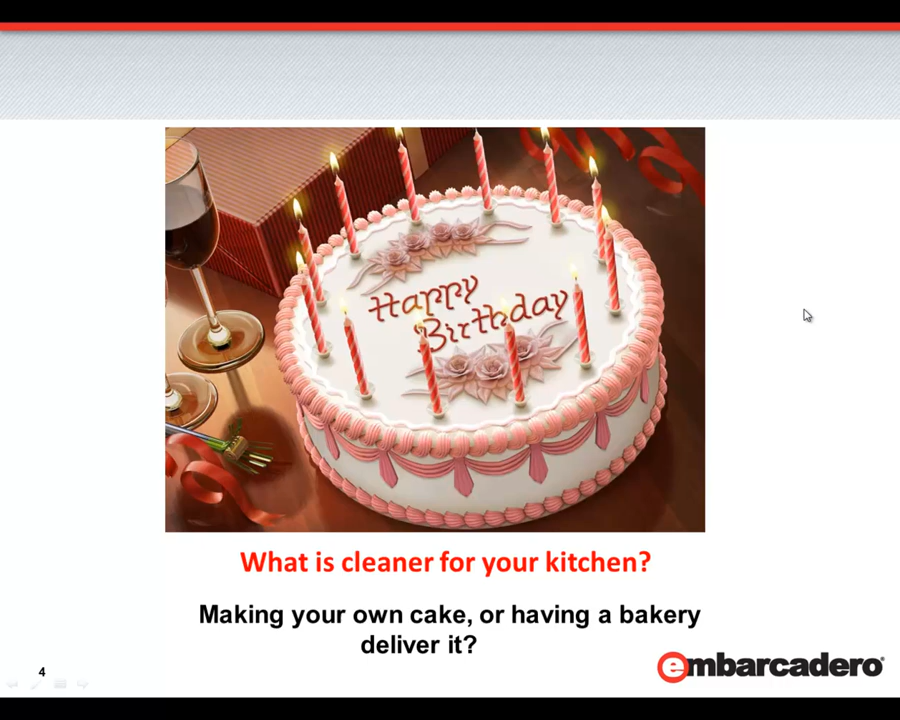 Happy
Birthday
What is cleaner for your kitchen?
Making your own cake, or having a bakery
deliver it?
4
embarcadero®